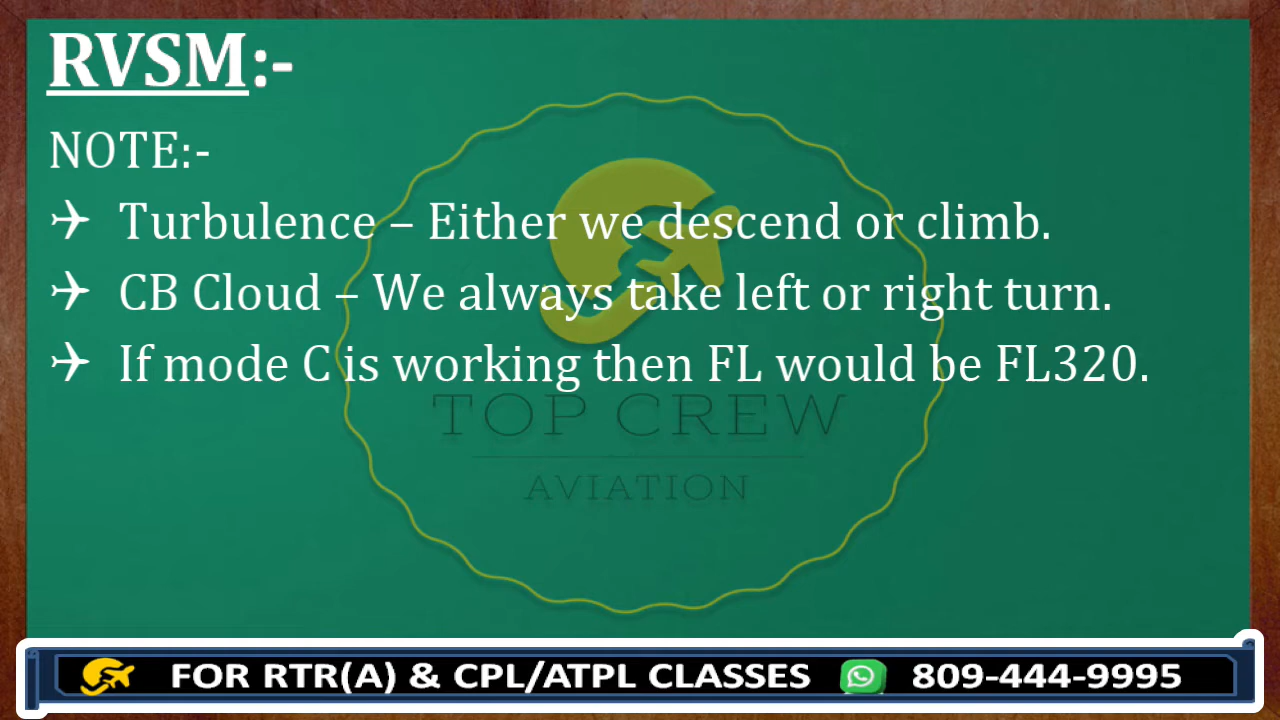 RVSM:-
NOTE:-
✈ Turbulence – Either we descend or climb.
✈ CB Cloud – We always take left or right turn.
✈ If mode C is working then FL would be FL320.
TOP CREW
AVIATION
FOR RTR(A) & CPL/ATPL CLASSES 809-444-9995